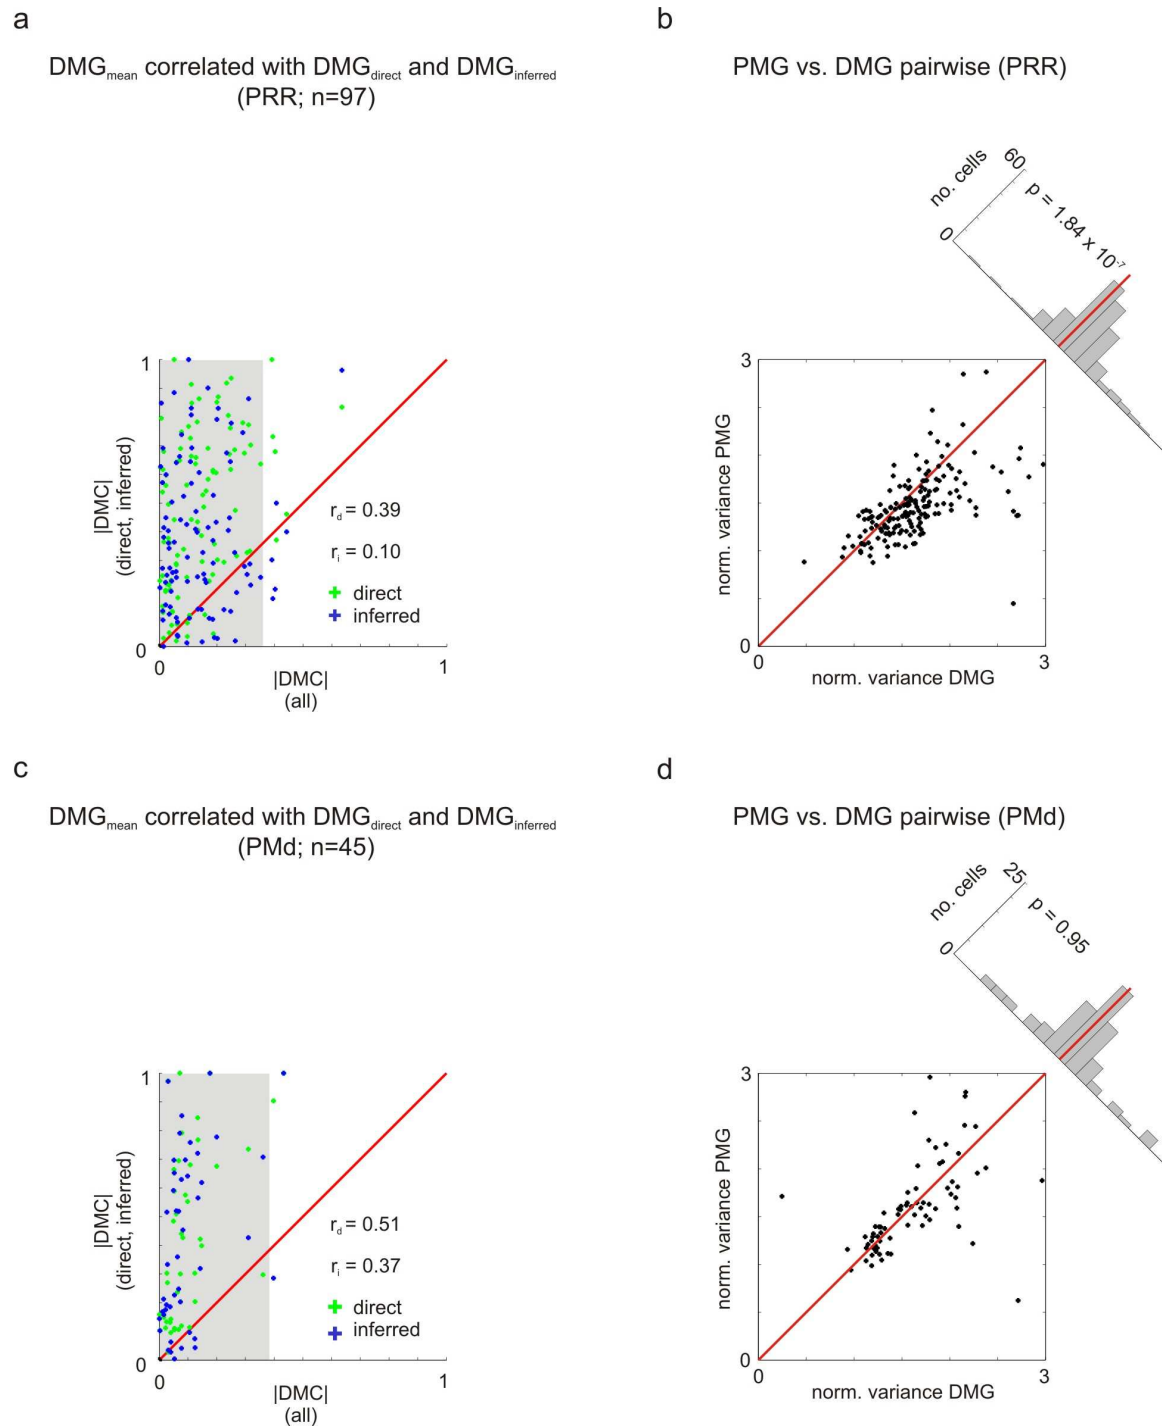 a
DMGmean correlated with DMGdirect and DMGinferred
(PRR; n=97)
1
|DMC|
(direct, inferred)
rd = 0.39
ri = 0.10
direct
inferred
0
0
1
|DMC|
(all)
b
PMG vs. DMG pairwise (PRR)
no. cells
60
0
p = 1.84 x 10-7
3
norm. variance PMG
0
0
3
norm. variance DMG
c
DMGmean correlated with DMGdirect and DMGinferred
(PMd; n=45)
1
|DMC|
(direct, inferred)
rd = 0.51
ri = 0.37
direct
inferred
0
0
1
|DMC|
(all)
d
PMG vs. DMG pairwise (PMd)
no. cells
25
0
p = 0.95
3
norm. variance PMG
0
0
3
norm. variance DMG